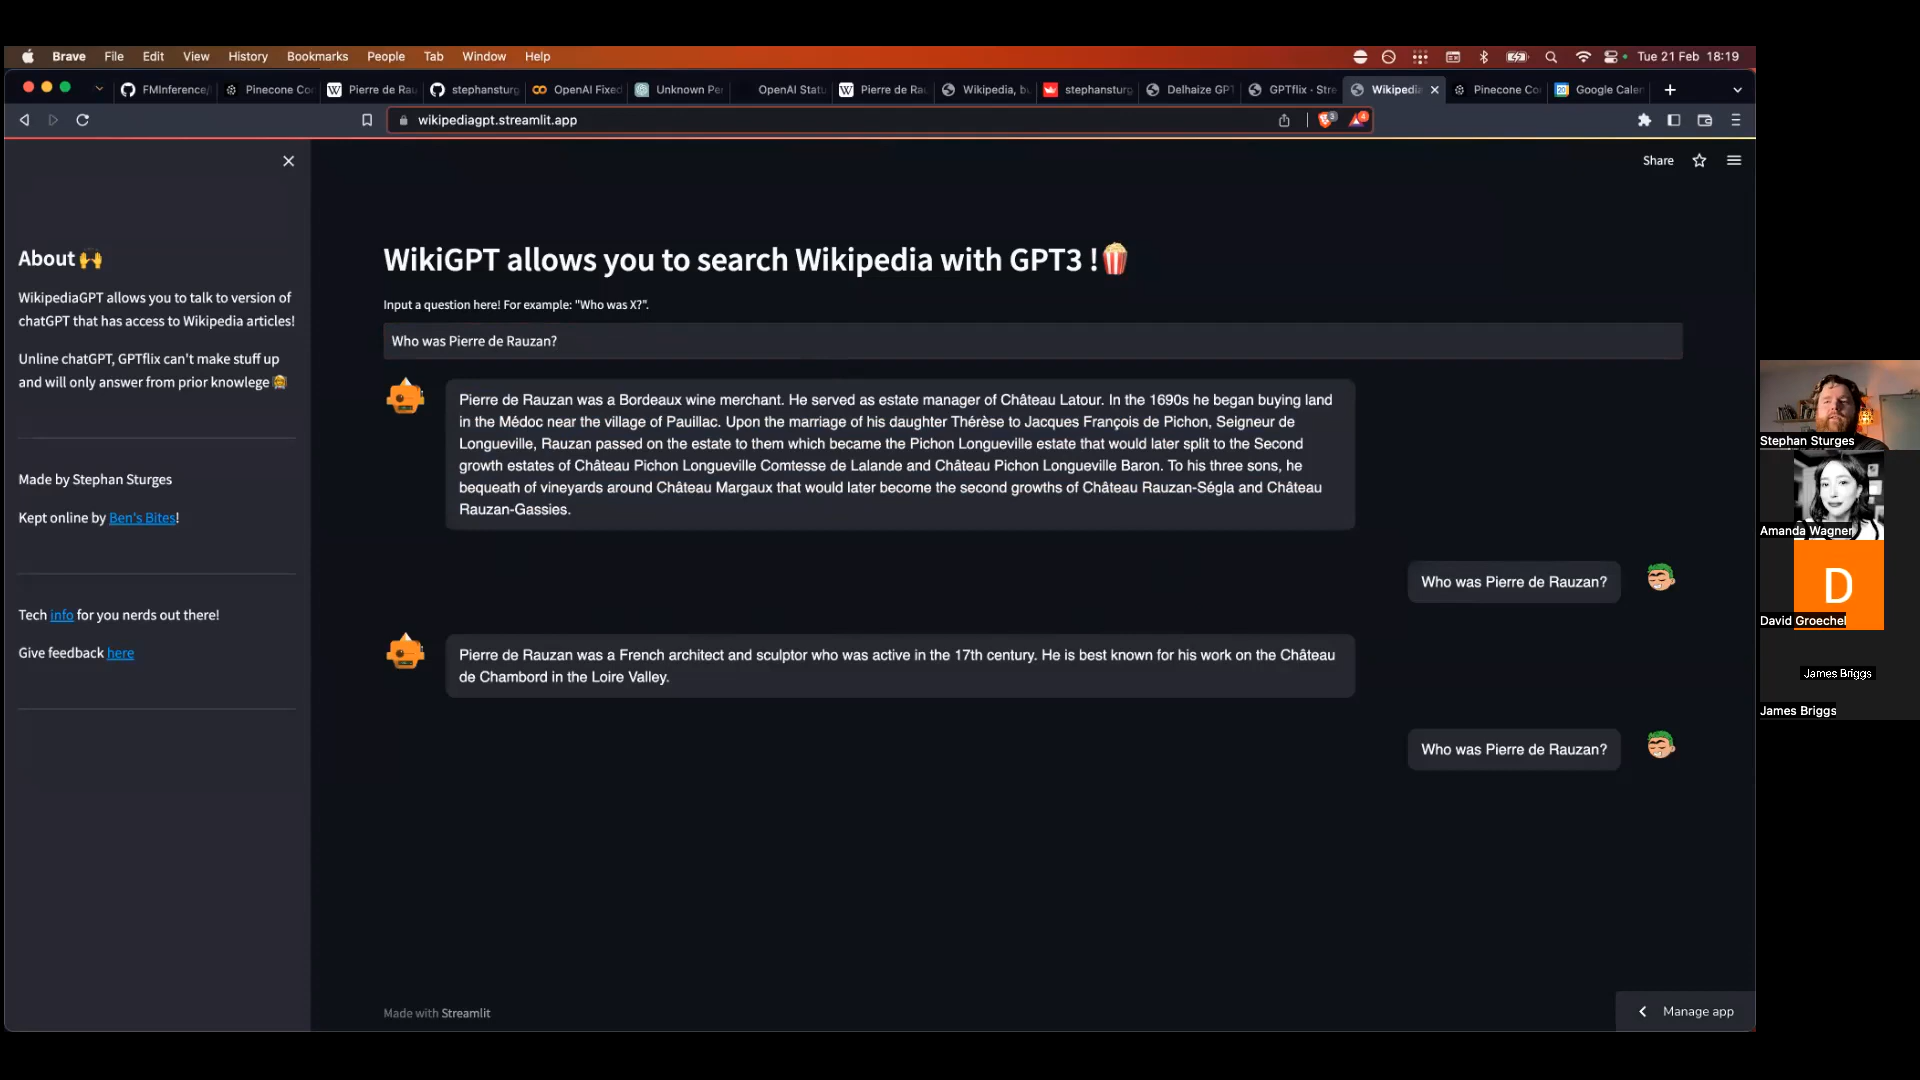 Brave File Edit View History Bookmarks People Tab Window Help Tue 21 Feb 18:19
FMInference/ Pinecone Co Pierre de Rau stephansturg OpenAI Fixed Unknown Per OpenAI Statu Pierre de Rau Wikipedia, b stephansturg Delhaize GPT GPTflix · Stre Wikipedia Pinecone Co Google Calen
wikipediagpt.streamlit.app
Share
About 🙌
WikipediaGPT allows you to talk to version of
chatGPT that has access to Wikipedia articles!
Unline chatGPT, GPTflix can't make stuff up
and will only answer from prior knowlege
Made by Stephan Sturges
Kept online by Ben's Bites!
Tech info for you nerds out there!
Give feedback here
WikiGPT allows you to search Wikipedia with GPT3 !🍿
Input a question here! For example: "Who was X?".
Who was Pierre de Rauzan?
Pierre de Rauzan was a Bordeaux wine merchant. He served as estate manager of Château Latour. In the 1690s he began buying land
in the Médoc near the village of Pauillac. Upon the marriage of his daughter Thérèse to Jacques François de Pichon, Seigneur de
Longueville, Rauzan passed on the estate to them which became the Pichon Longueville estate that would later split to the Second
growth estates of Château Pichon Longueville Comtesse de Lalande and Château Pichon Longueville Baron. To his three sons, he
bequeath of vineyards around Château Margaux that would later become the second growths of Château Rauzan-Ségla and Château
Rauzan-Gassies.
Who was Pierre de Rauzan?
Pierre de Rauzan was a French architect and sculptor who was active in the 17th century. He is best known for his work on the Château
de Chambord in the Loire Valley.
Who was Pierre de Rauzan?
Made with Streamlit
Manage app
Stephan Sturges
Amanda Wagner
D
David Groechel
James Briggs
James Briggs